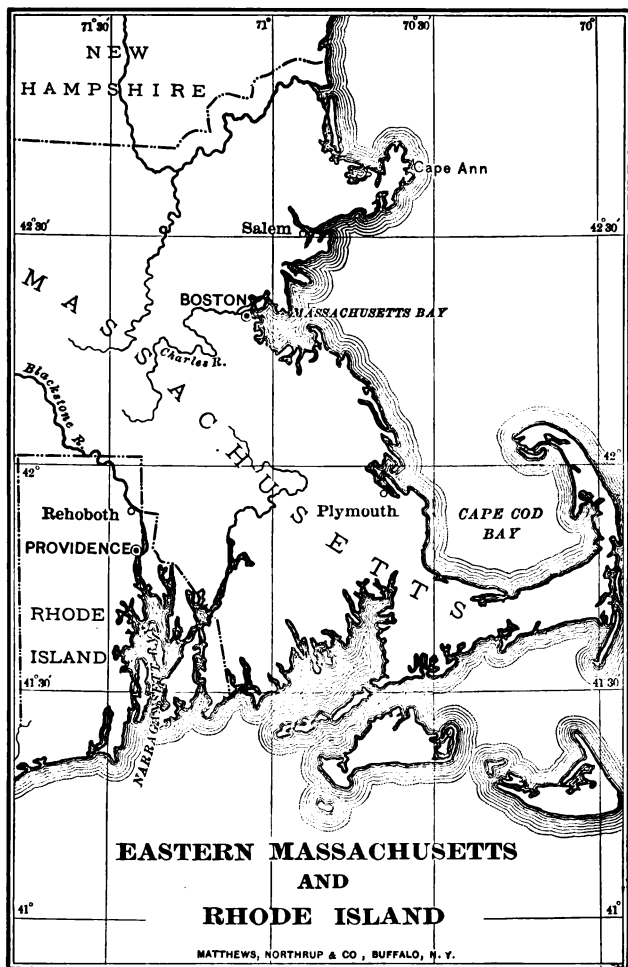 71°30'
71°
70°30'
70°
NEW
HAMPSHIRE
Cape Ann
42°30'
Salem
42°30'
MASSACHUSETTS
BOSTON
MASSACHUSETTS BAY
Charles R.
Blackstone R.
42°
42°
Rehoboth
Plymouth
CAPE COD
BAY
PROVIDENCE
RHODE
ISLAND
NARRAGANSETT BAY
41°30'
41°30'
EASTERN MASSACHUSETTS
AND
RHODE ISLAND
41°
41°
MATTHEWS, NORTHRUP & CO., BUFFALO, N. Y.